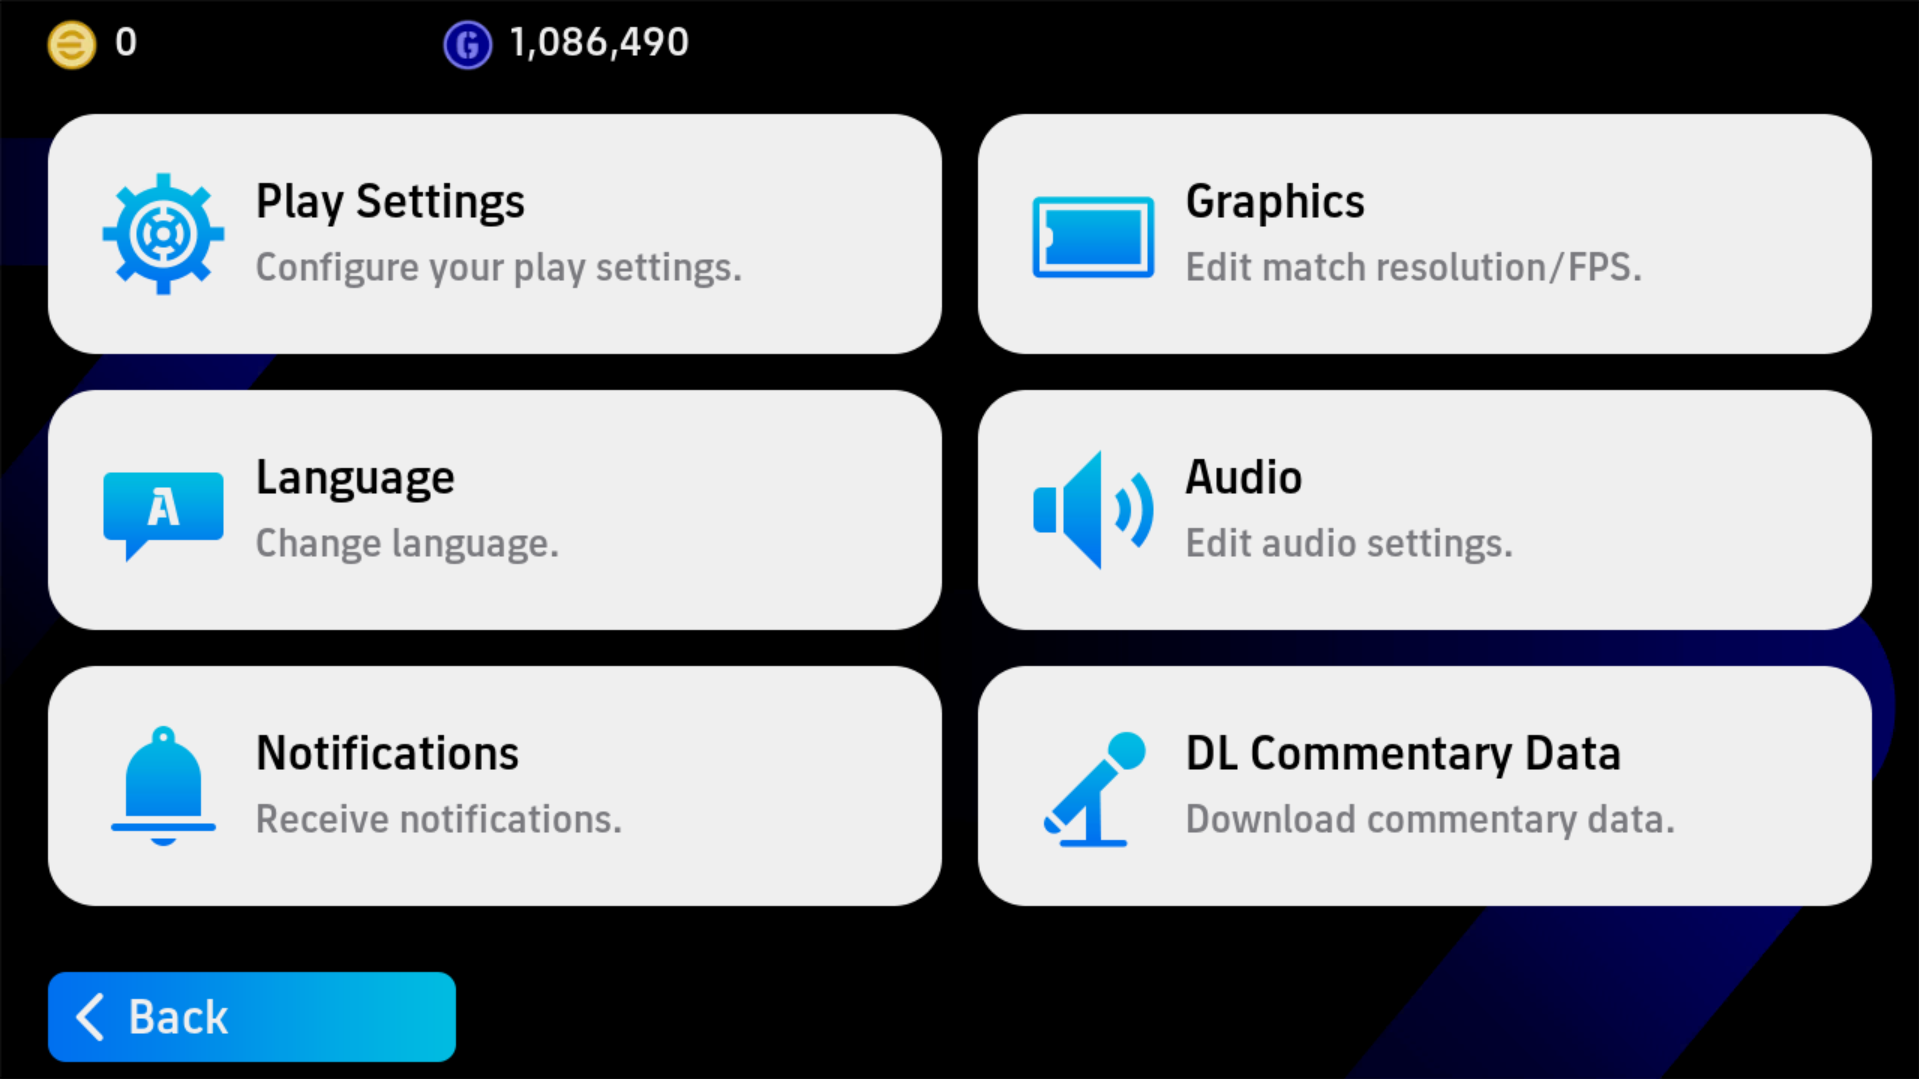 0
G 1,086,490
Play Settings
Configure your play settings.
Graphics
Edit match resolution/FPS.
Language
Change language.
A
Audio
Edit audio settings.
Notifications
Receive notifications.
DL Commentary Data
Download commentary data.
Back